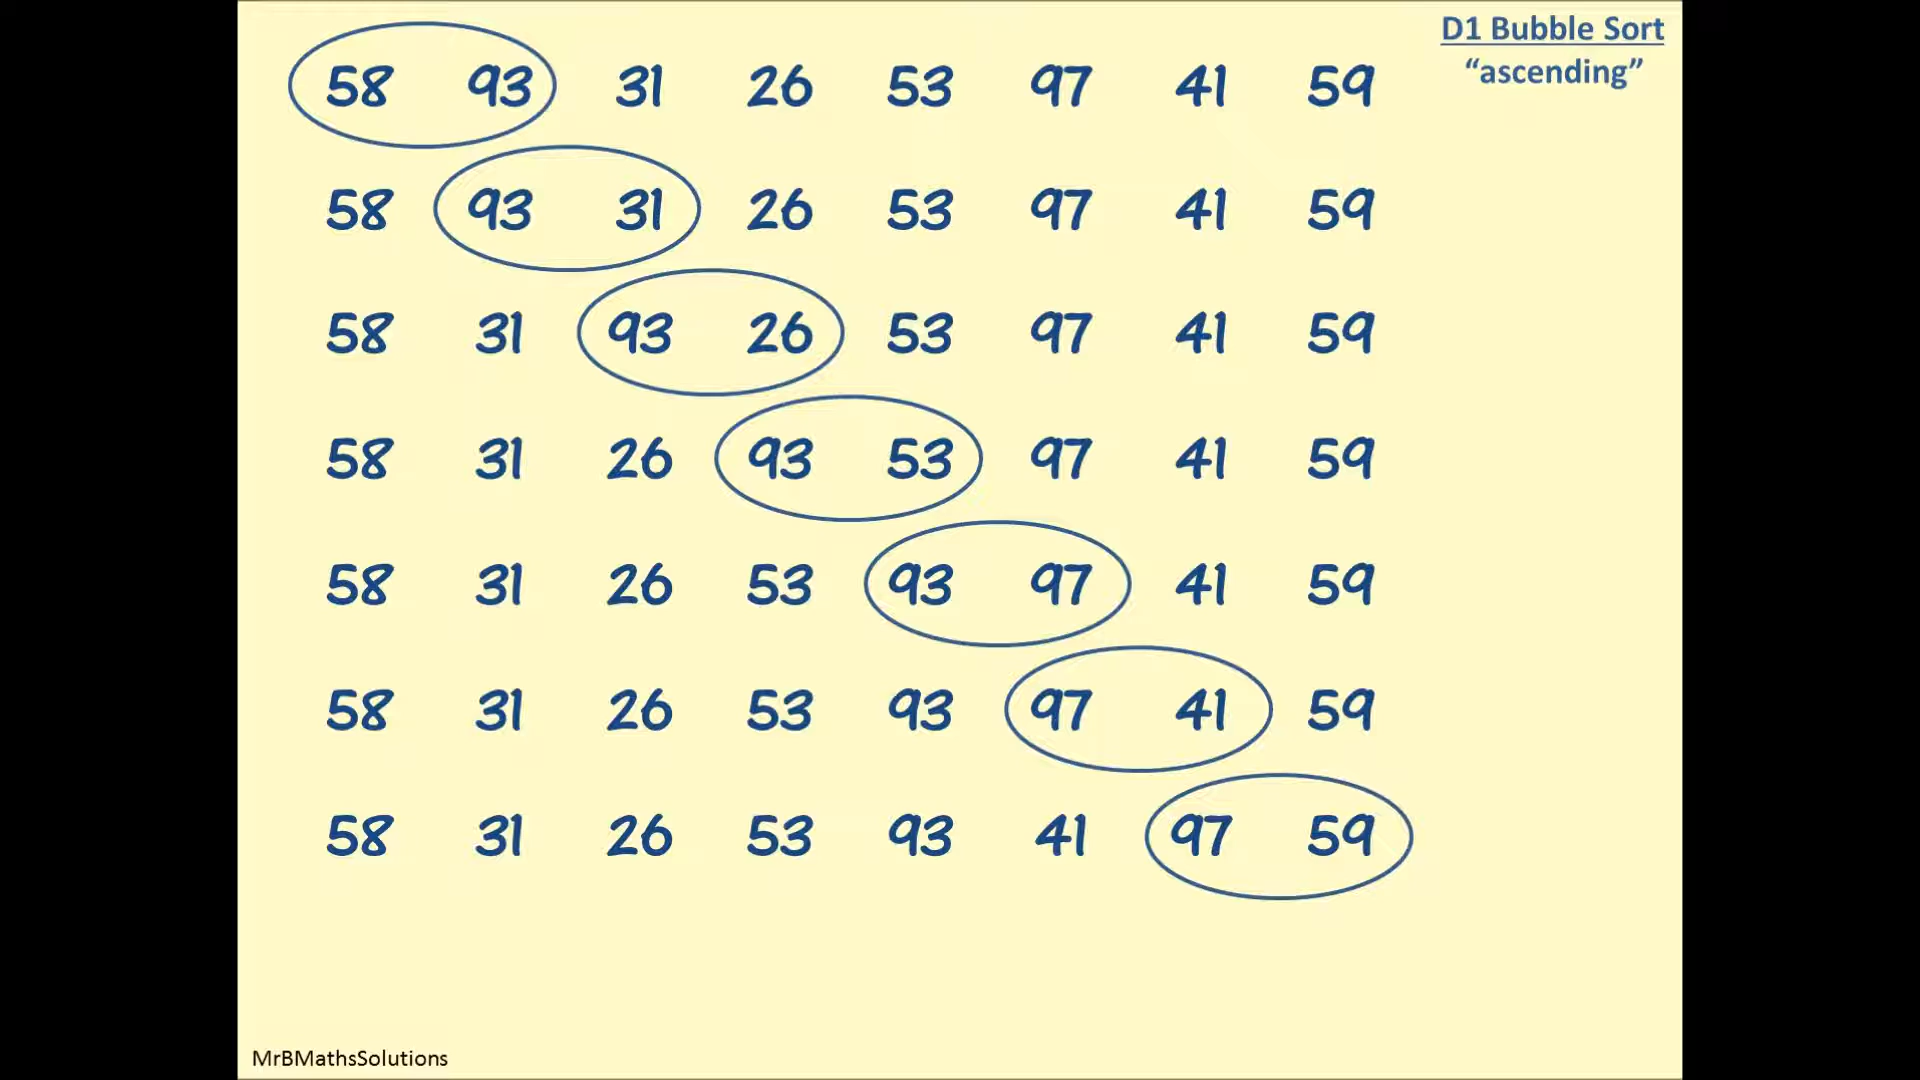 D1 Bubble Sort
“ascending”
58 93 31 26 53 97 41 59
58 93 31 26 53 97 41 59
58 31 93 26 53 97 41 59
58 31 26 93 53 97 41 59
58 31 26 53 93 97 41 59
58 31 26 53 93 97 41 59
58 31 26 53 93 41 97 59
MrBMathsSolutions